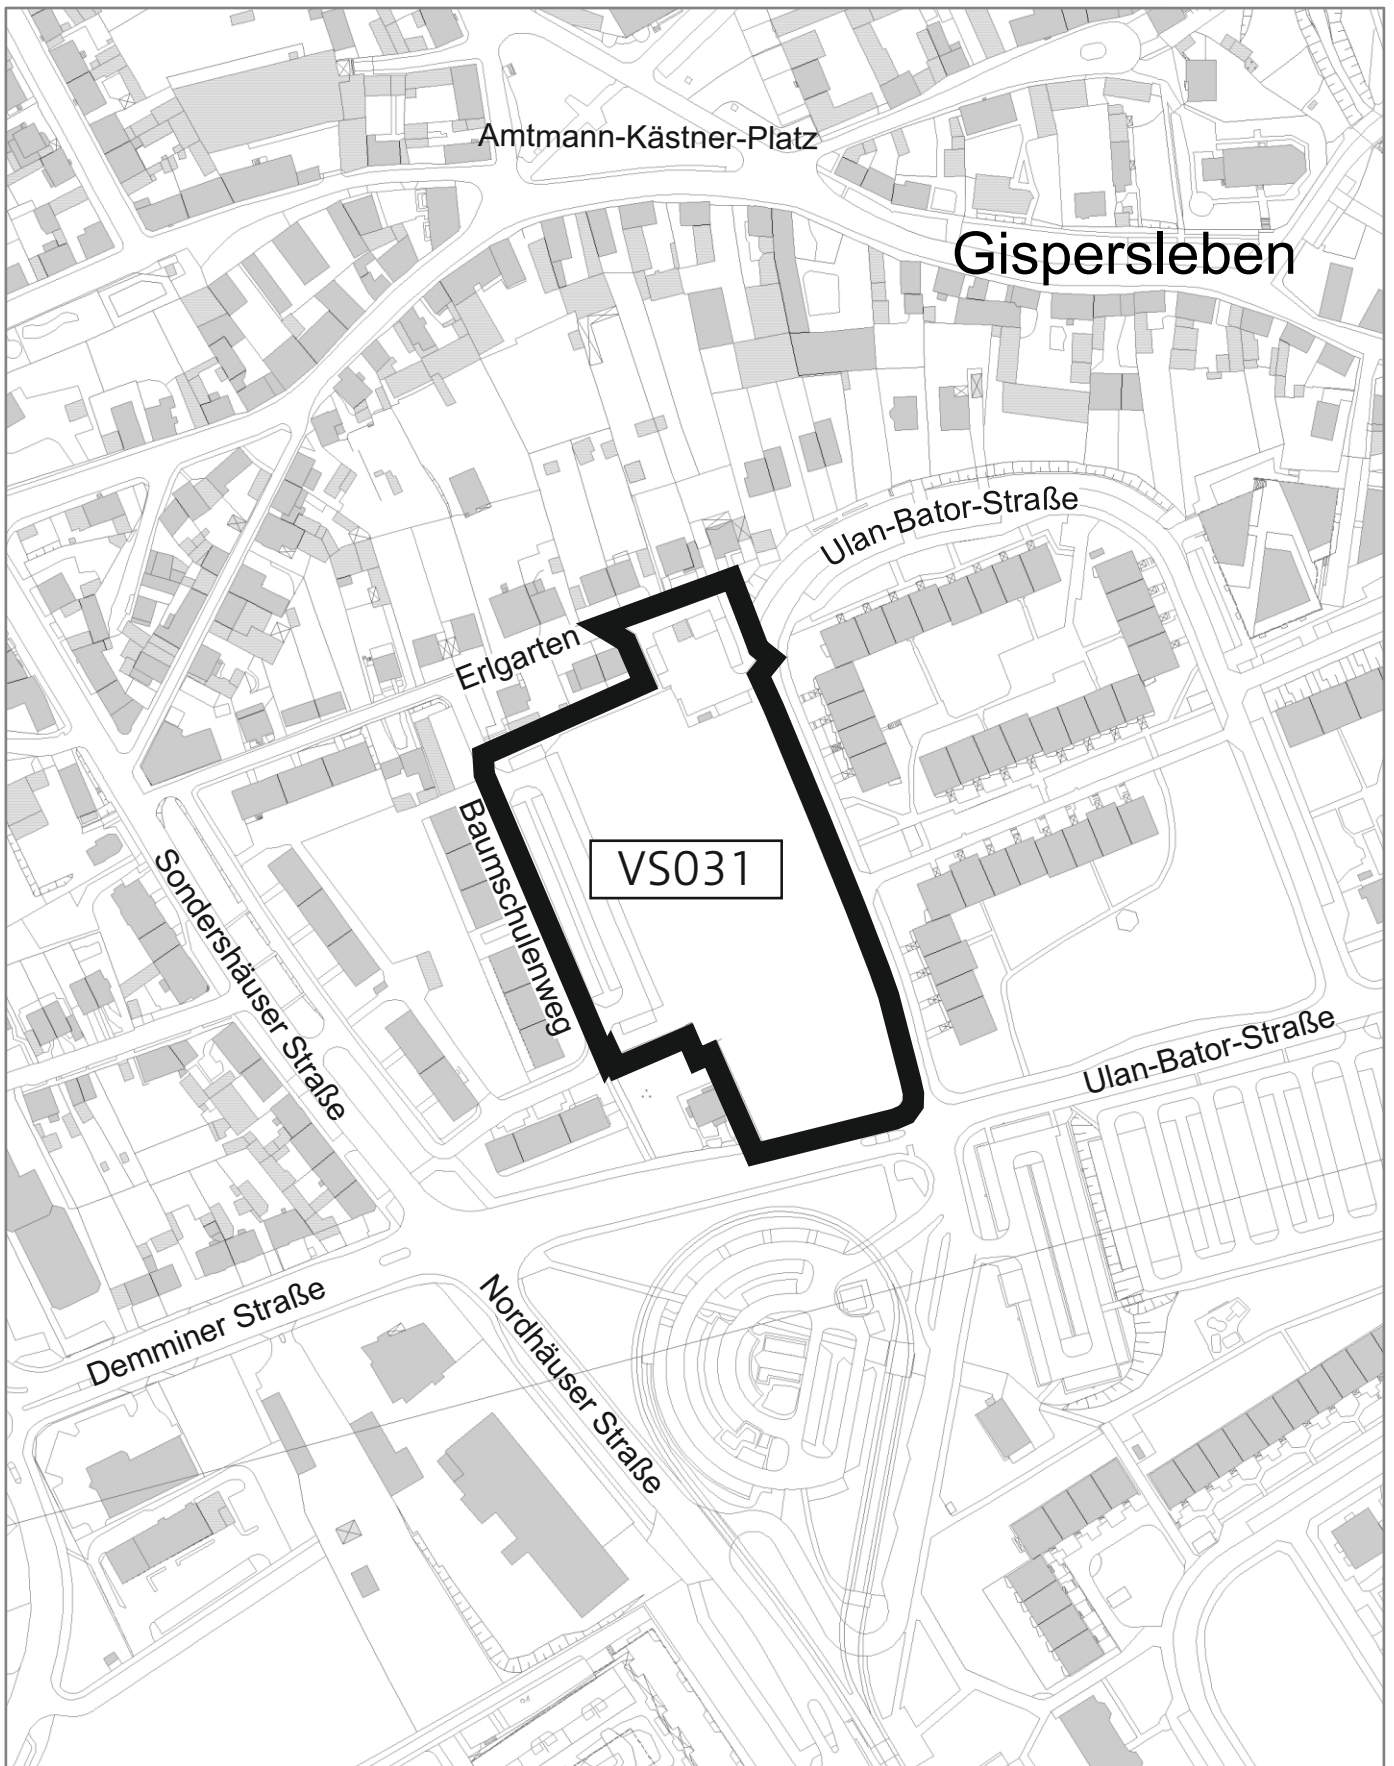 Amtmann-Kästner-Platz
Gispersleben
Ulan-Bator-Straße
Erlgarten
Baumschulenweg
VS031
Sondershäuser Straße
Ulan-Bator-Straße
Demminer Straße
Nordhäuser Straße